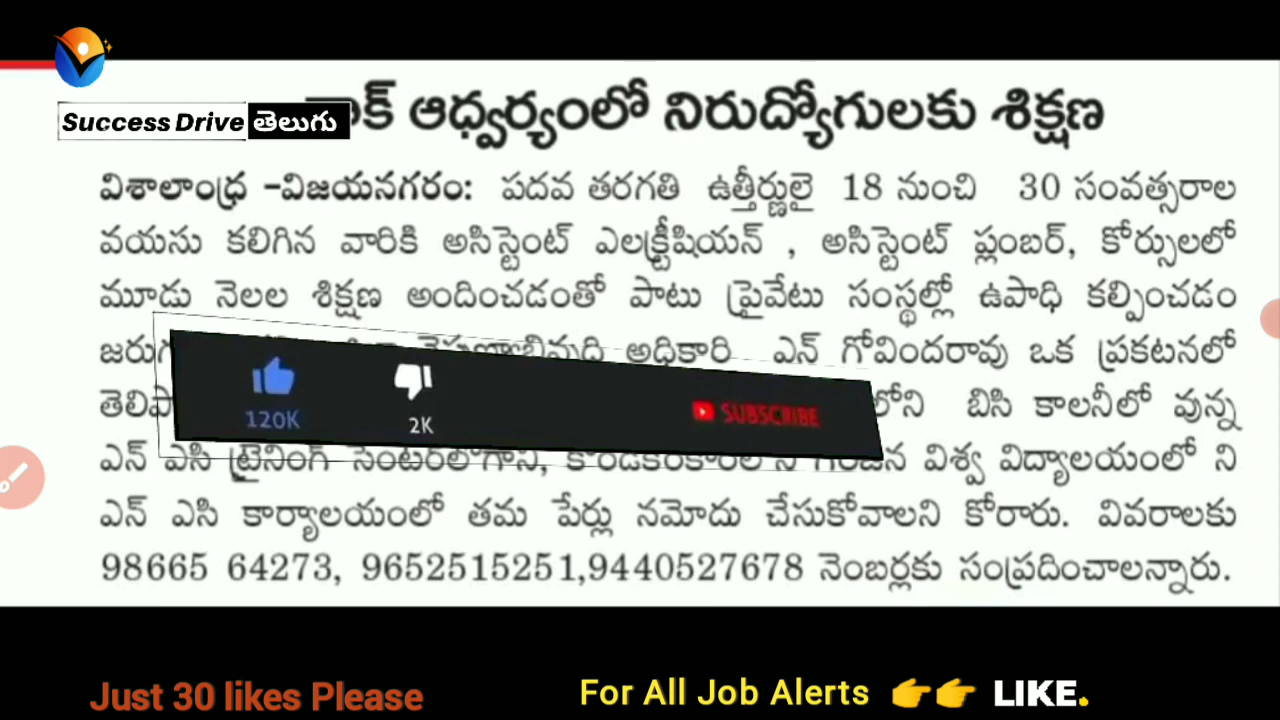 Success Drive తెలుగు
ఆధ్వర్యంలో నిరుద్యోగులకు శిక్షణ
విశాలాంధ్ర -విజయనగరం: పదవ తరగతి ఉత్తీర్ణులై 18 నుంచి 30 సంవత్సరాల
వయసు కలిగిన వారికి అసిస్టెంట్ ఎలక్ట్రీషియన్ , అసిస్టెంట్ ప్లంబర్, కోర్సులలో
మూడు నెలల శిక్షణ అందించడంతో పాటు ప్రైవేటు సంస్థల్లో ఉపాధి కల్పించడం
అధికారి ఎన్ గోవిందరావు ఒక ప్రకటనలో
బిసి కాలనీలో వున్న
120K
2K
SUBSCRIBE
ఎన్ ఎసి ట్రైనింగ్ విశ్వ విద్యాలయంలో ని
ఎన్ ఎసి కార్యాలయంలో తమ పేర్లు నమోదు చేసుకోవాలని కోరారు. వివరాలకు
98665 64273, 9652515251,9440527678 నెంబర్లకు సంప్రదించాలన్నారు.
Just 30 likes Please
For All Job Alerts 👉👉 LIKE.